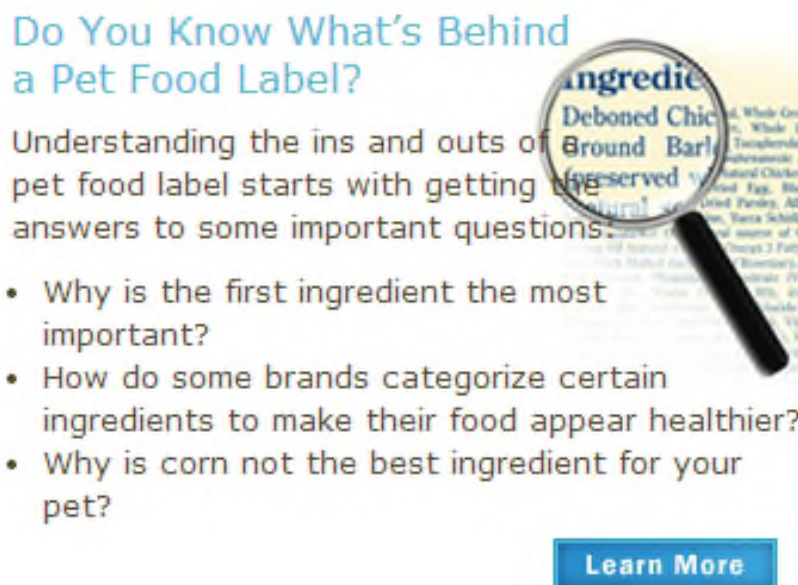 Do You Know What's Behind
a Pet Food Label?
Understanding the ins and outs of a
pet food label starts with getting the
answers to some important questions:
• Why is the first ingredient the most
important?
• How do some brands categorize certain
ingredients to make their food appear healthier?
• Why is corn not the best ingredient for your
pet?
Learn More
Ingredie
Deboned Chic
Ground Barl
(preserved